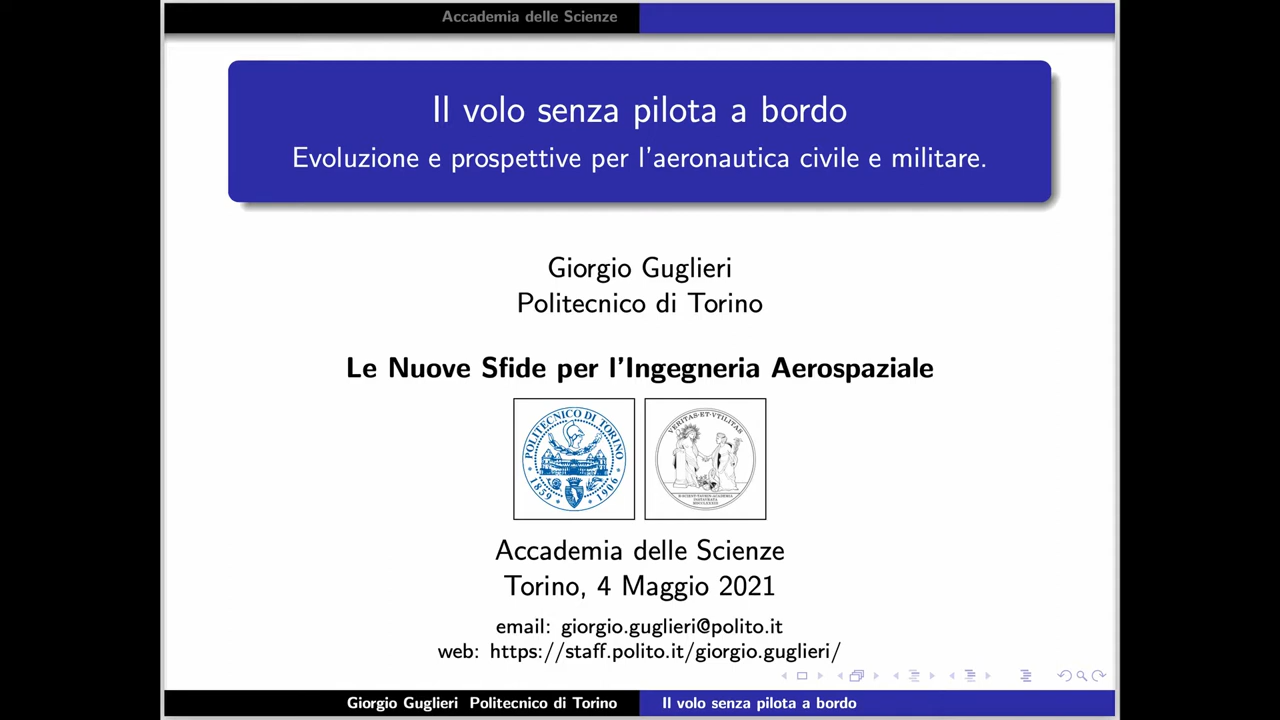 Accademia delle Scienze
Il volo senza pilota a bordo
Evoluzione e prospettive per l'aeronautica civile e militare.
Giorgio Guglieri
Politecnico di Torino
Le Nuove Sfide per l'Ingegneria Aerospaziale
POLITECNICO DI TORINO
1859 1906
VERITAS·ET·VTILITAS
Accademia delle Scienze
Torino, 4 Maggio 2021
email: giorgio.guglieri@polito.it
web: https://staff.polito.it/giorgio.guglieri/
Giorgio Guglieri Politecnico di Torino
Il volo senza pilota a bordo